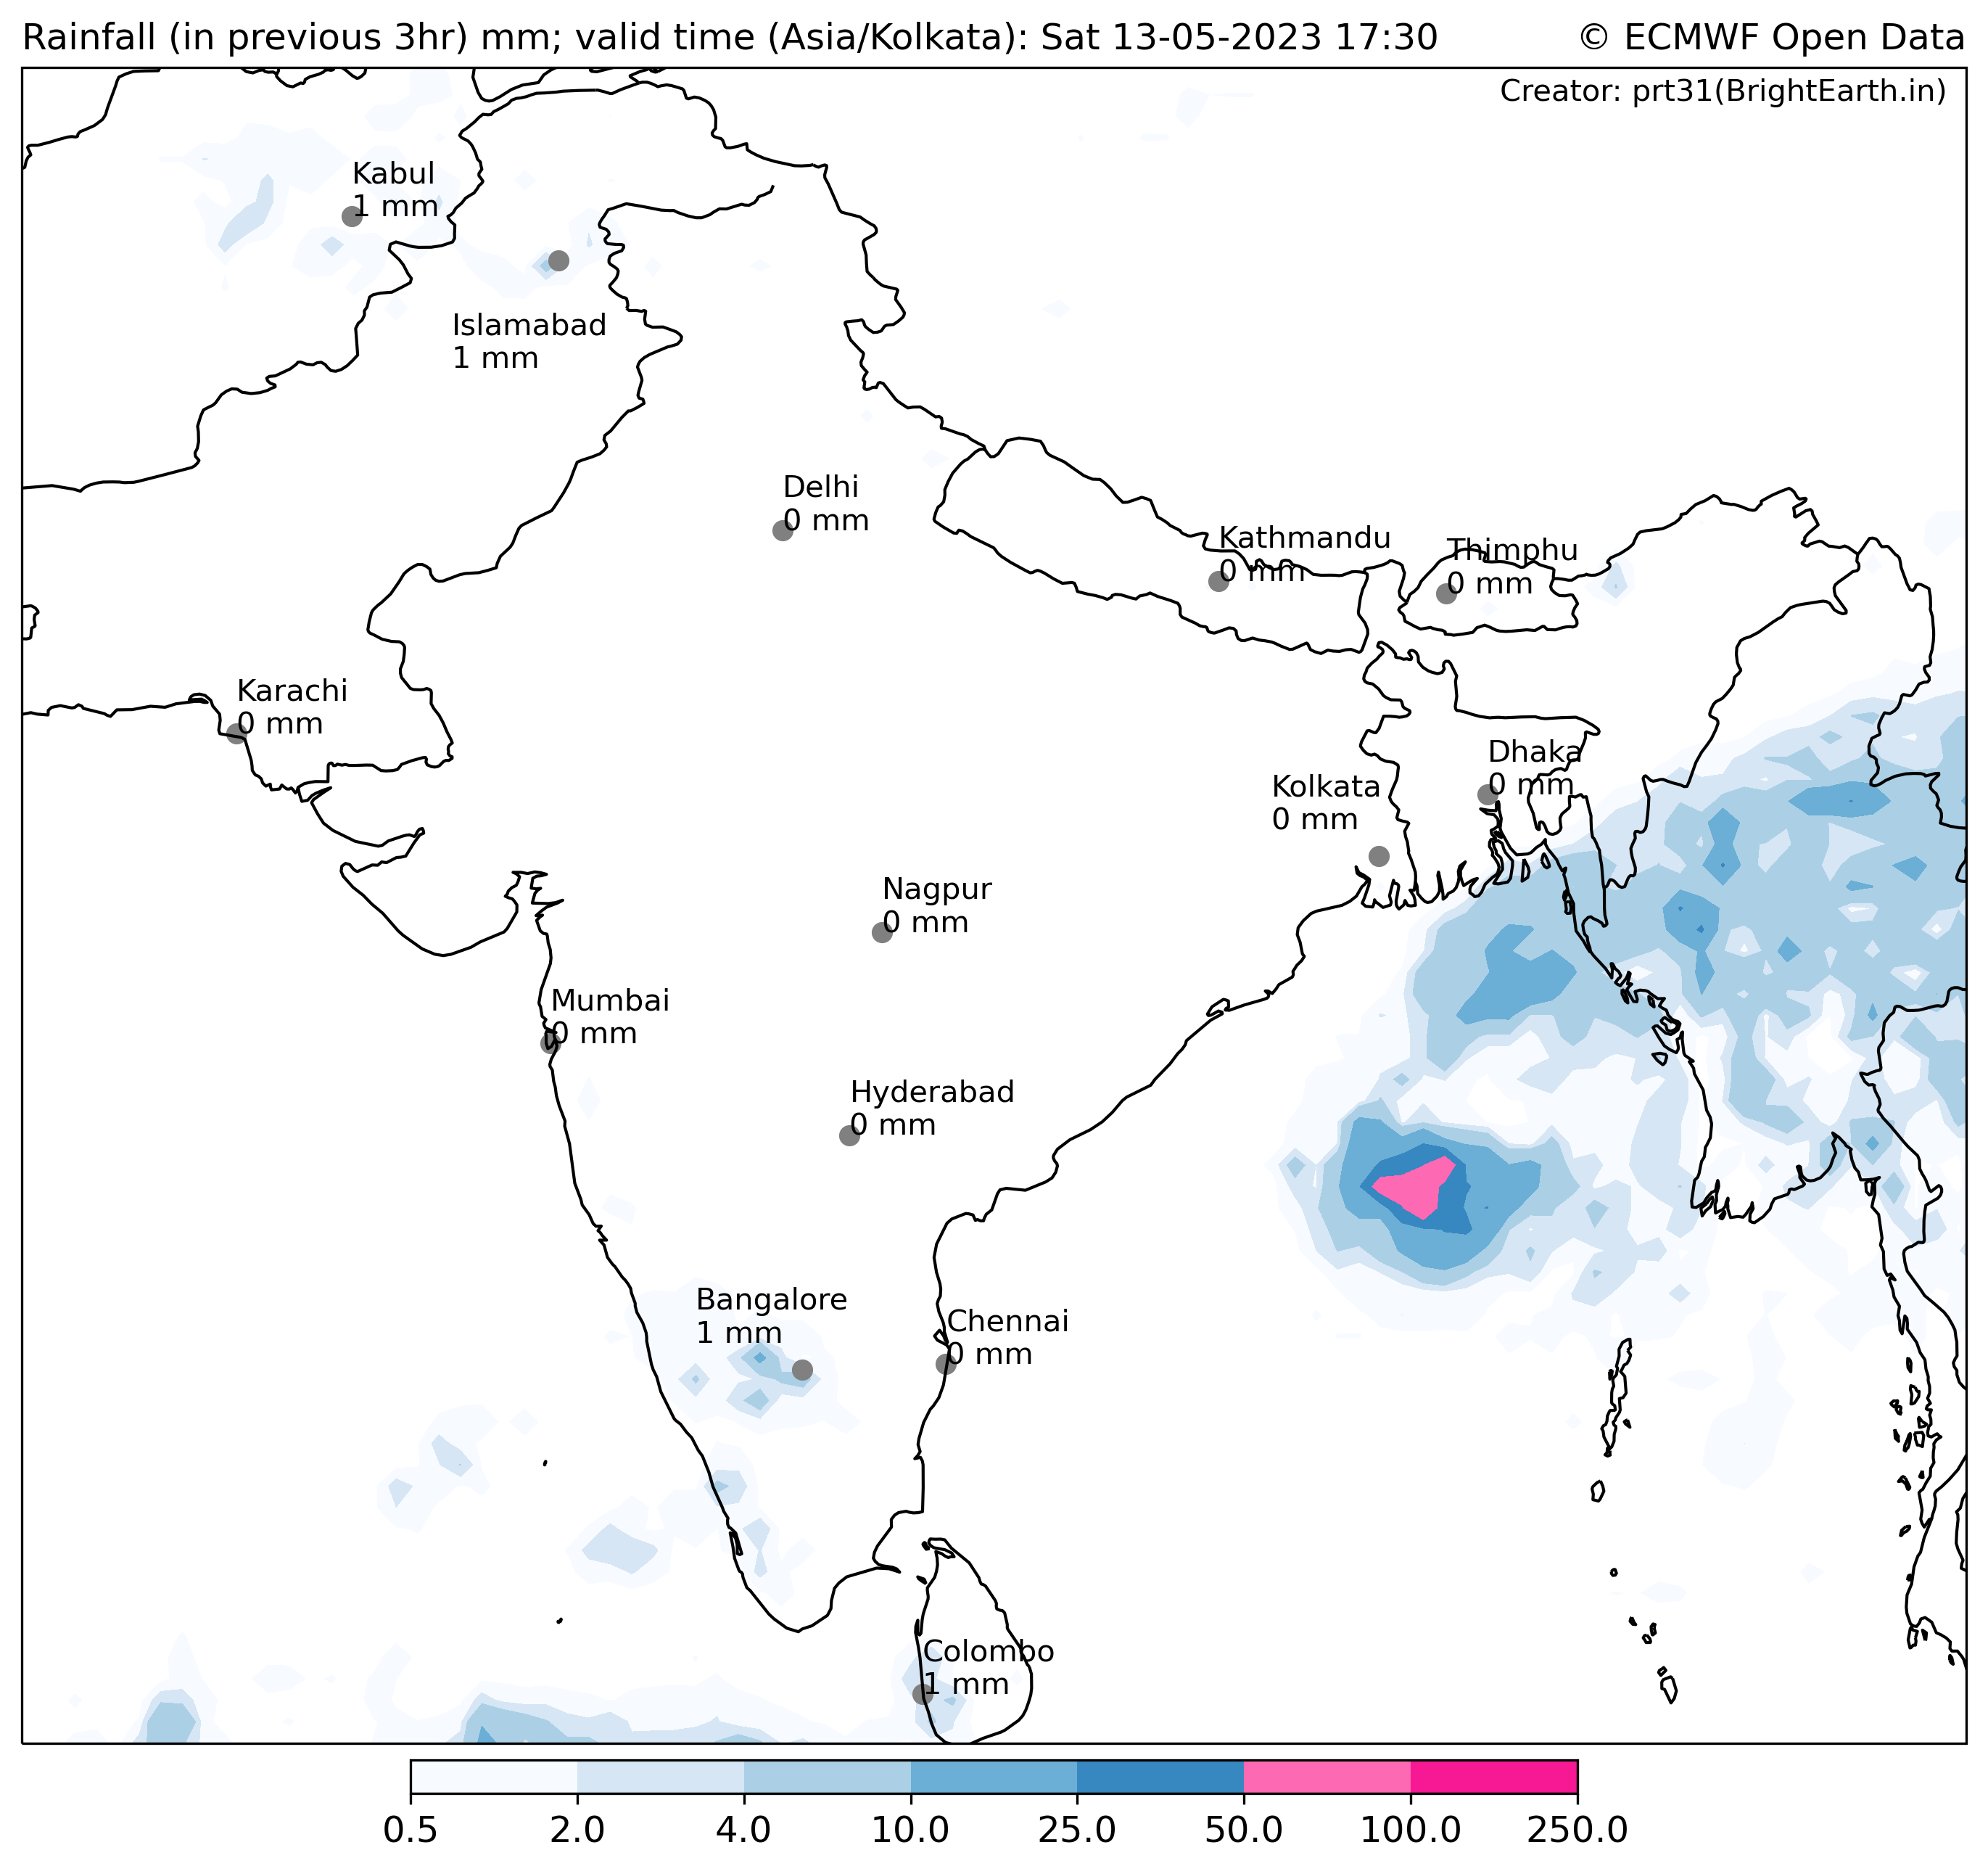 Rainfall (in previous 3hr) mm; valid time (Asia/Kolkata): Sat 13-05-2023 17:30
© ECMWF Open Data
Creator: prt31(BrightEarth.in)
Kabul
1 mm
Islamabad
1 mm
Delhi
0 mm
Kathmandu
0 mm
Thimphu
0 mm
Karachi
0 mm
Dhaka
0 mm
Kolkata
0 mm
Nagpur
0 mm
Mumbai
0 mm
Hyderabad
0 mm
Bangalore
1 mm
Chennai
0 mm
Colombo
1 mm
0.5 2.0 4.0 10.0 25.0 50.0 100.0 250.0